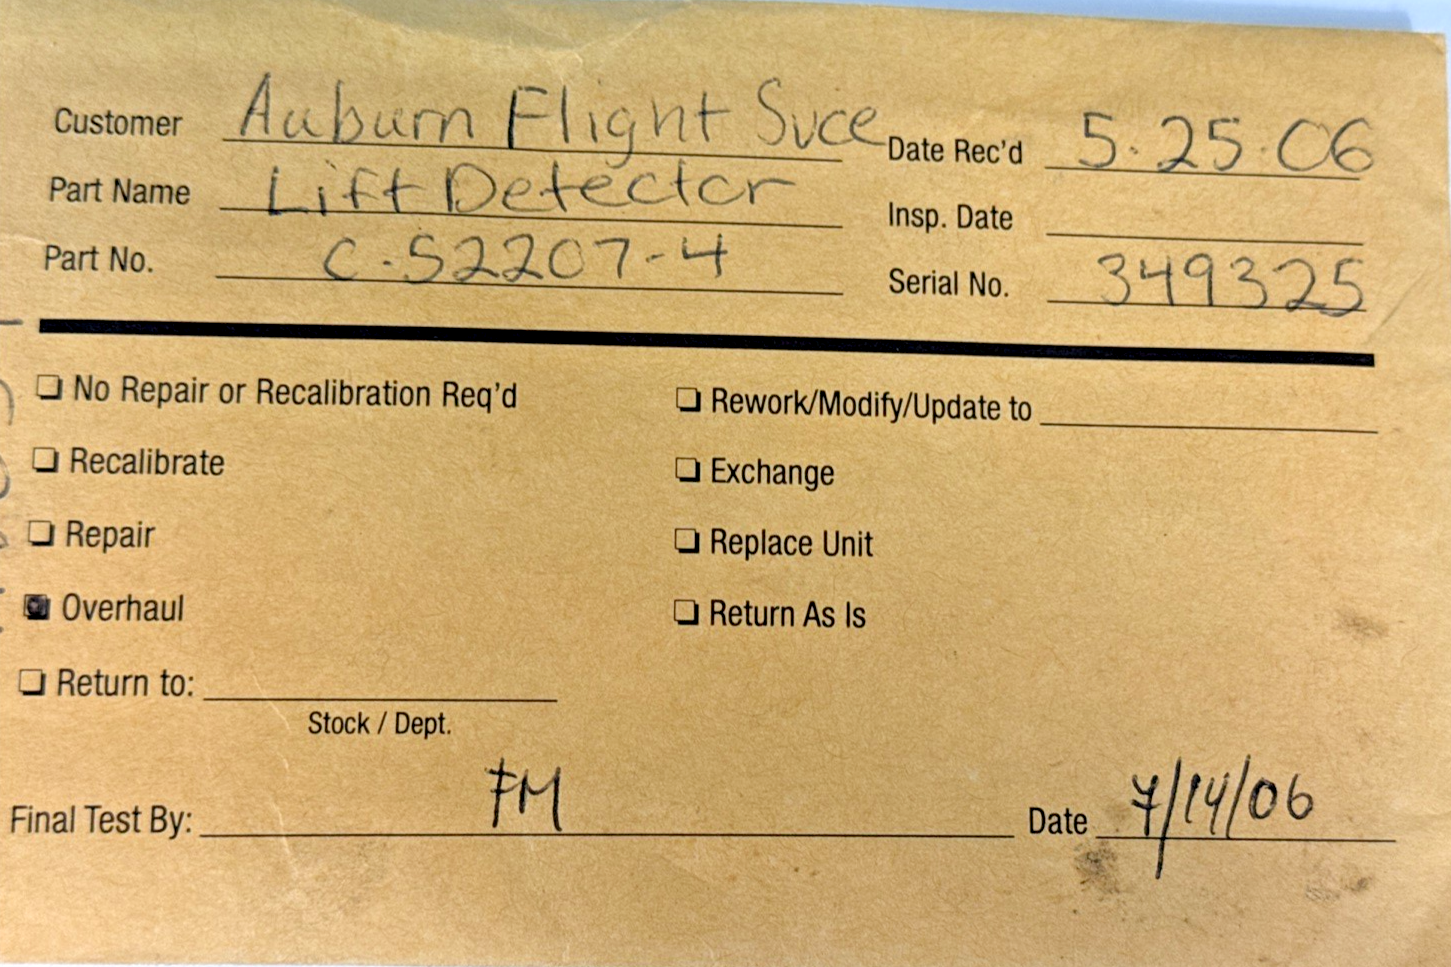 Customer Auburn Flight Svce Date Rec'd 5.25.06
Part Name Lift Detector Insp. Date
Part No. C-52207-4 Serial No. 349325
No Repair or Recalibration Req'd Rework/Modify/Update to
Recalibrate Exchange
Repair Replace Unit
Overhaul Return As Is
Return to:
Stock / Dept.
Final Test By: FM Date 7/14/06